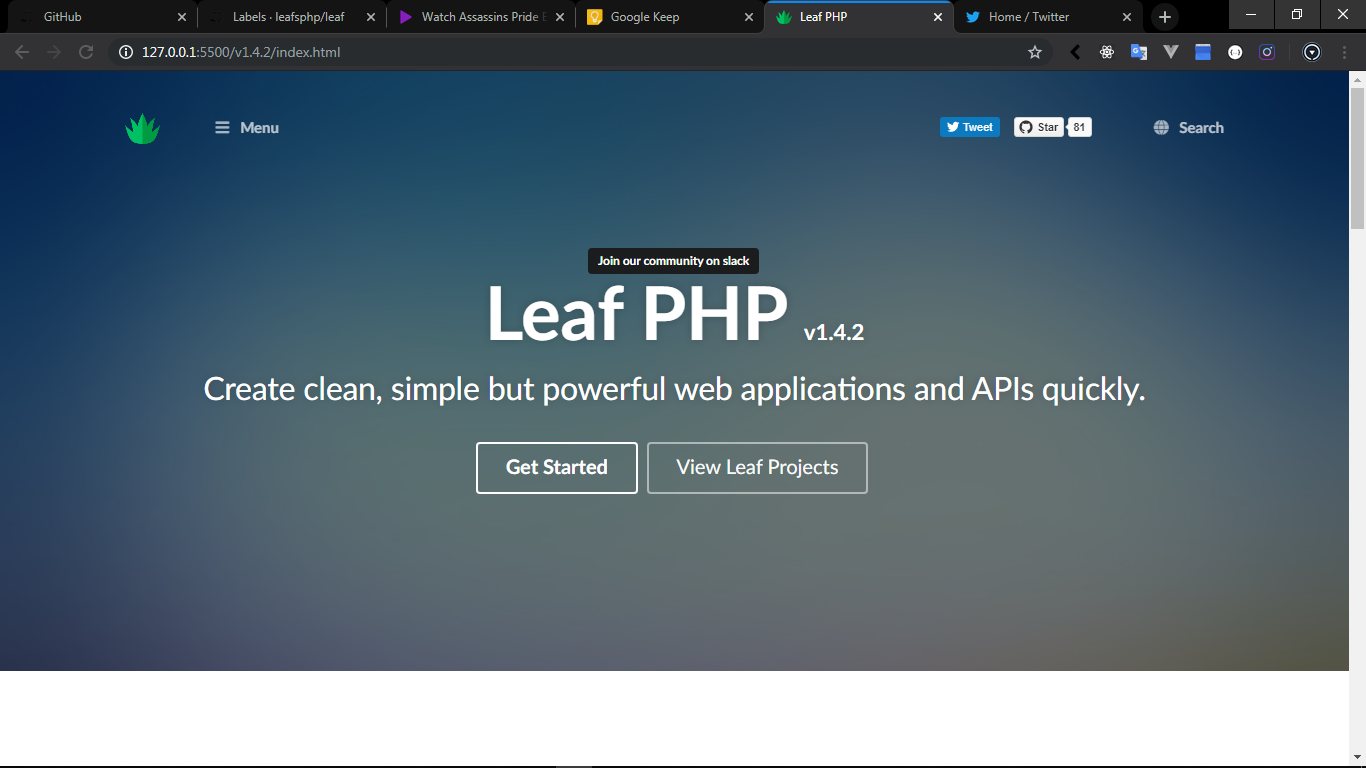 GitHub
Labels · leafsphp/leaf
Watch Assassins Pride
Google Keep
Leaf PHP
Home / Twitter
127.0.0.1:5500/v1.4.2/index.html
Menu
Tweet
Star
81
Search
Join our community on slack
Leaf PHP v1.4.2
Create clean, simple but powerful web applications and APIs quickly.
Get Started
View Leaf Projects